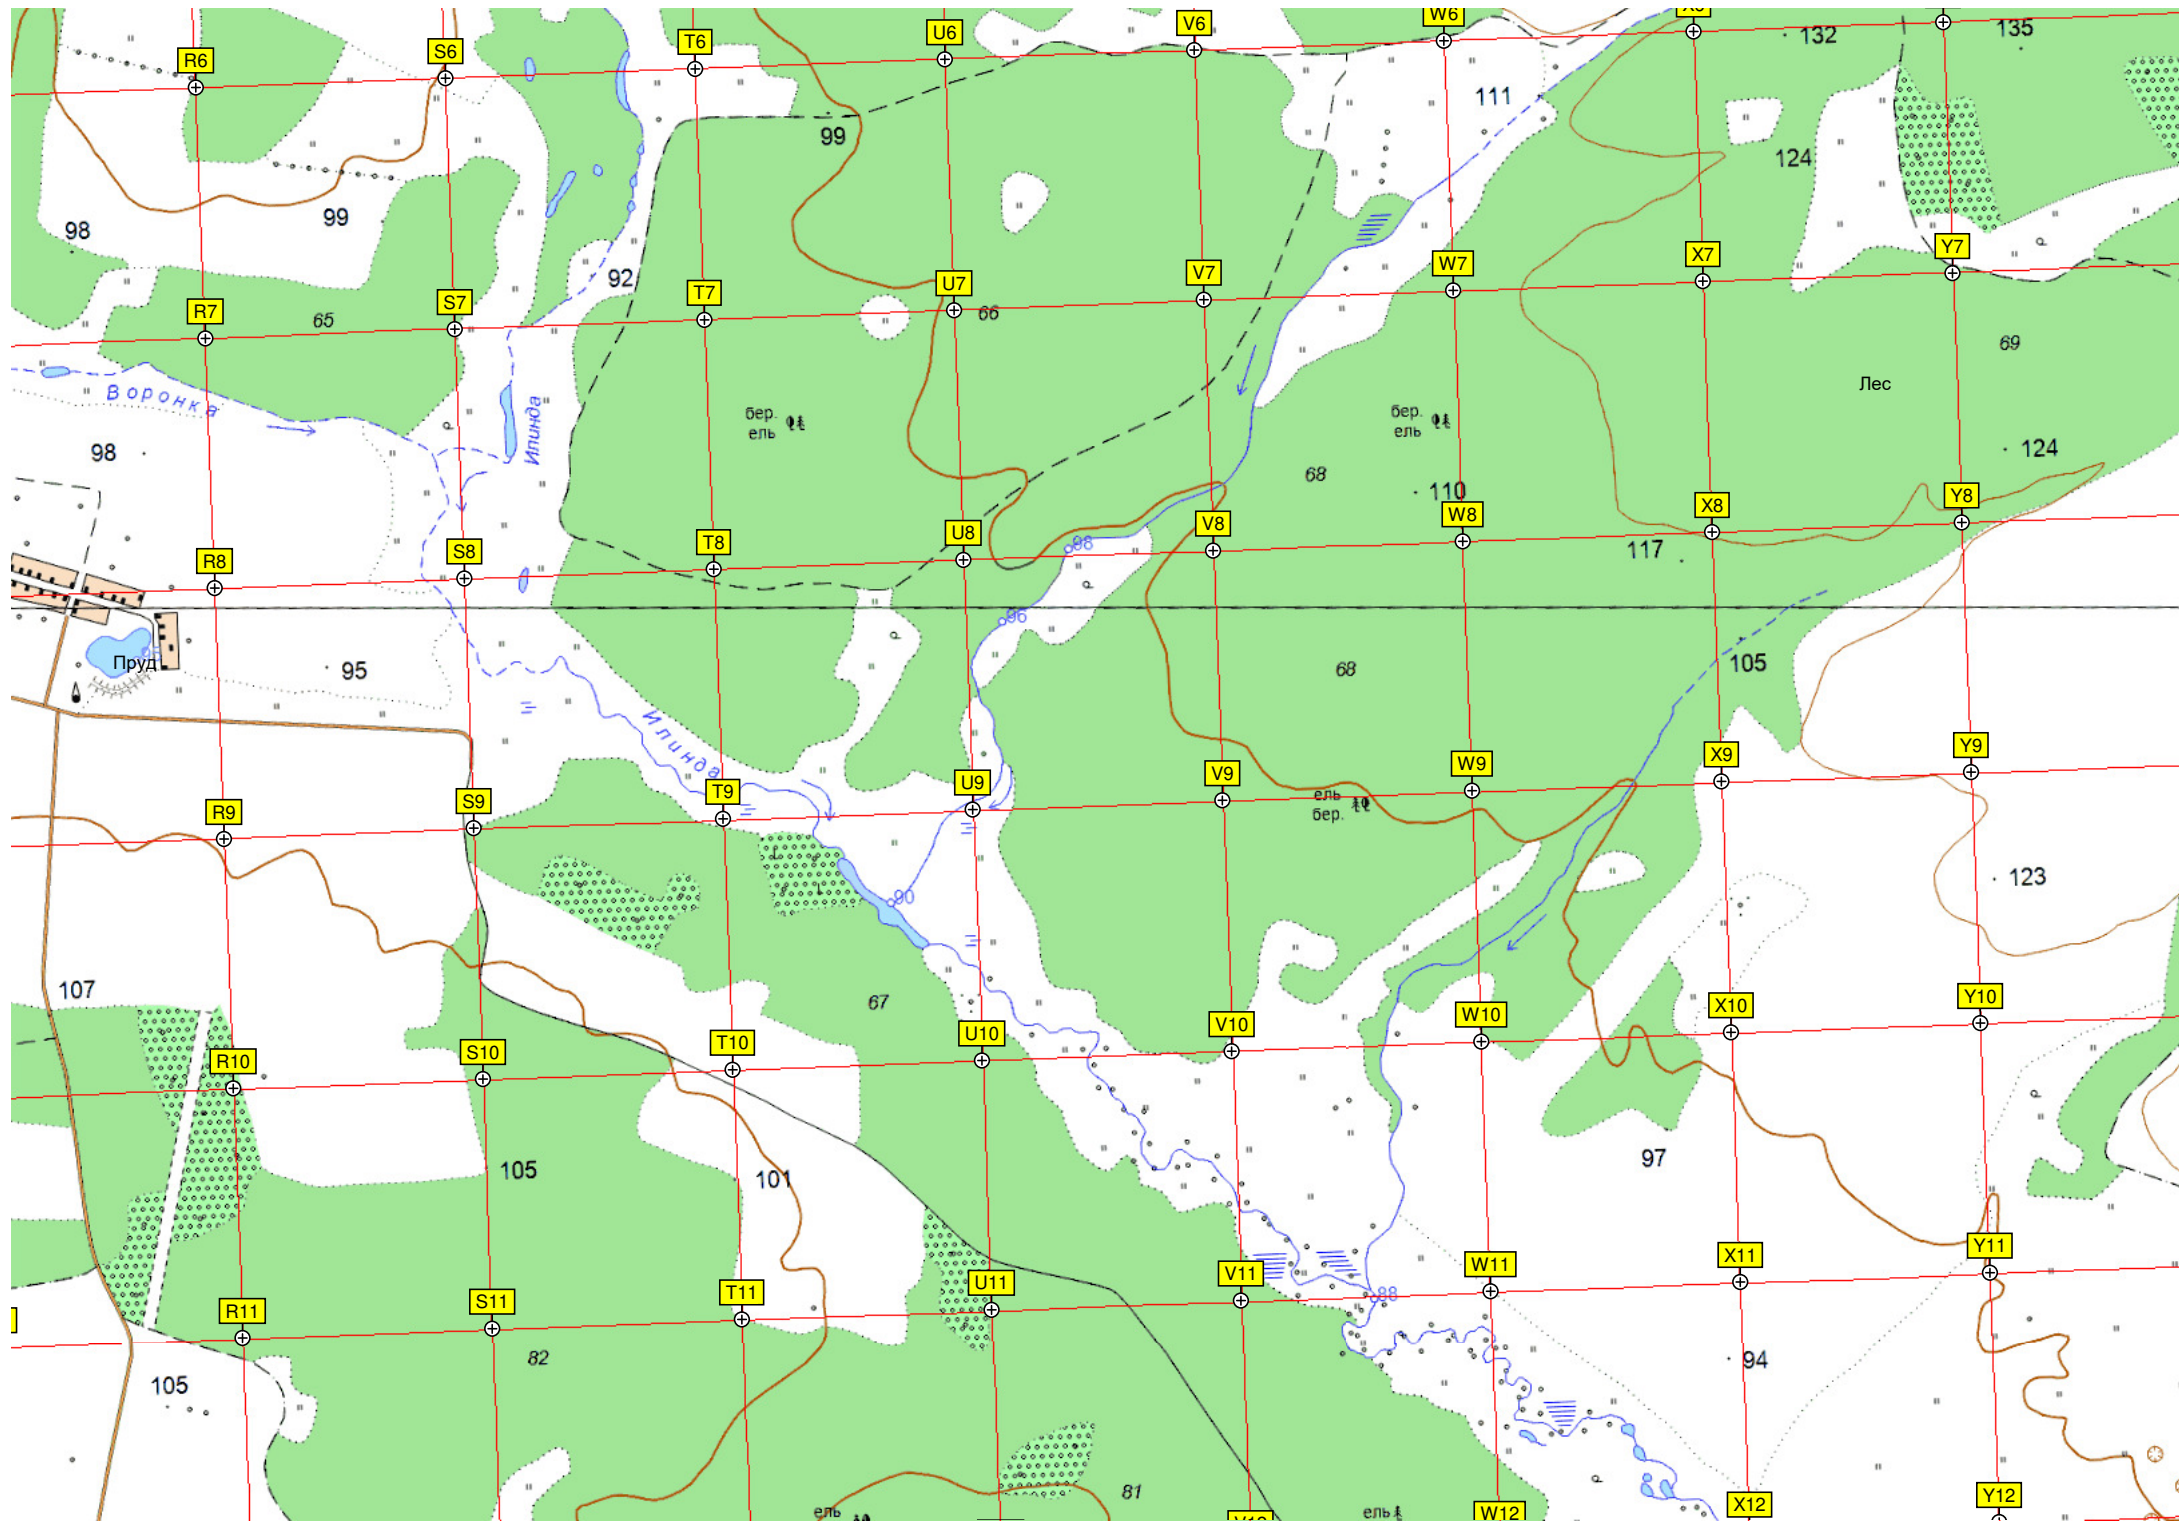 W6
X6
132
135
V6
U6
T6
S6
R6
111
99
124
99
98
92
Y7
X7
W7
V7
U7
T7
S7
R7
65
66
69
Воронка
Илинда
бер.
ель
бер.
ель
Лес
98
68
110
124
Y8
X8
W8
V8
U8
T8
S8
R8
98
117
96
Пруд
95
68
105
Илинда
Y9
X9
W9
V9
U9
T9
S9
R9
ель
бер.
90
123
107
67
Y10
X10
W10
V10
U10
T10
S10
R10
105
101
97
Y11
X11
W11
V11
U11
T11
S11
R11
88
82
94
105
81
ель
ель
Y12
X12
W12